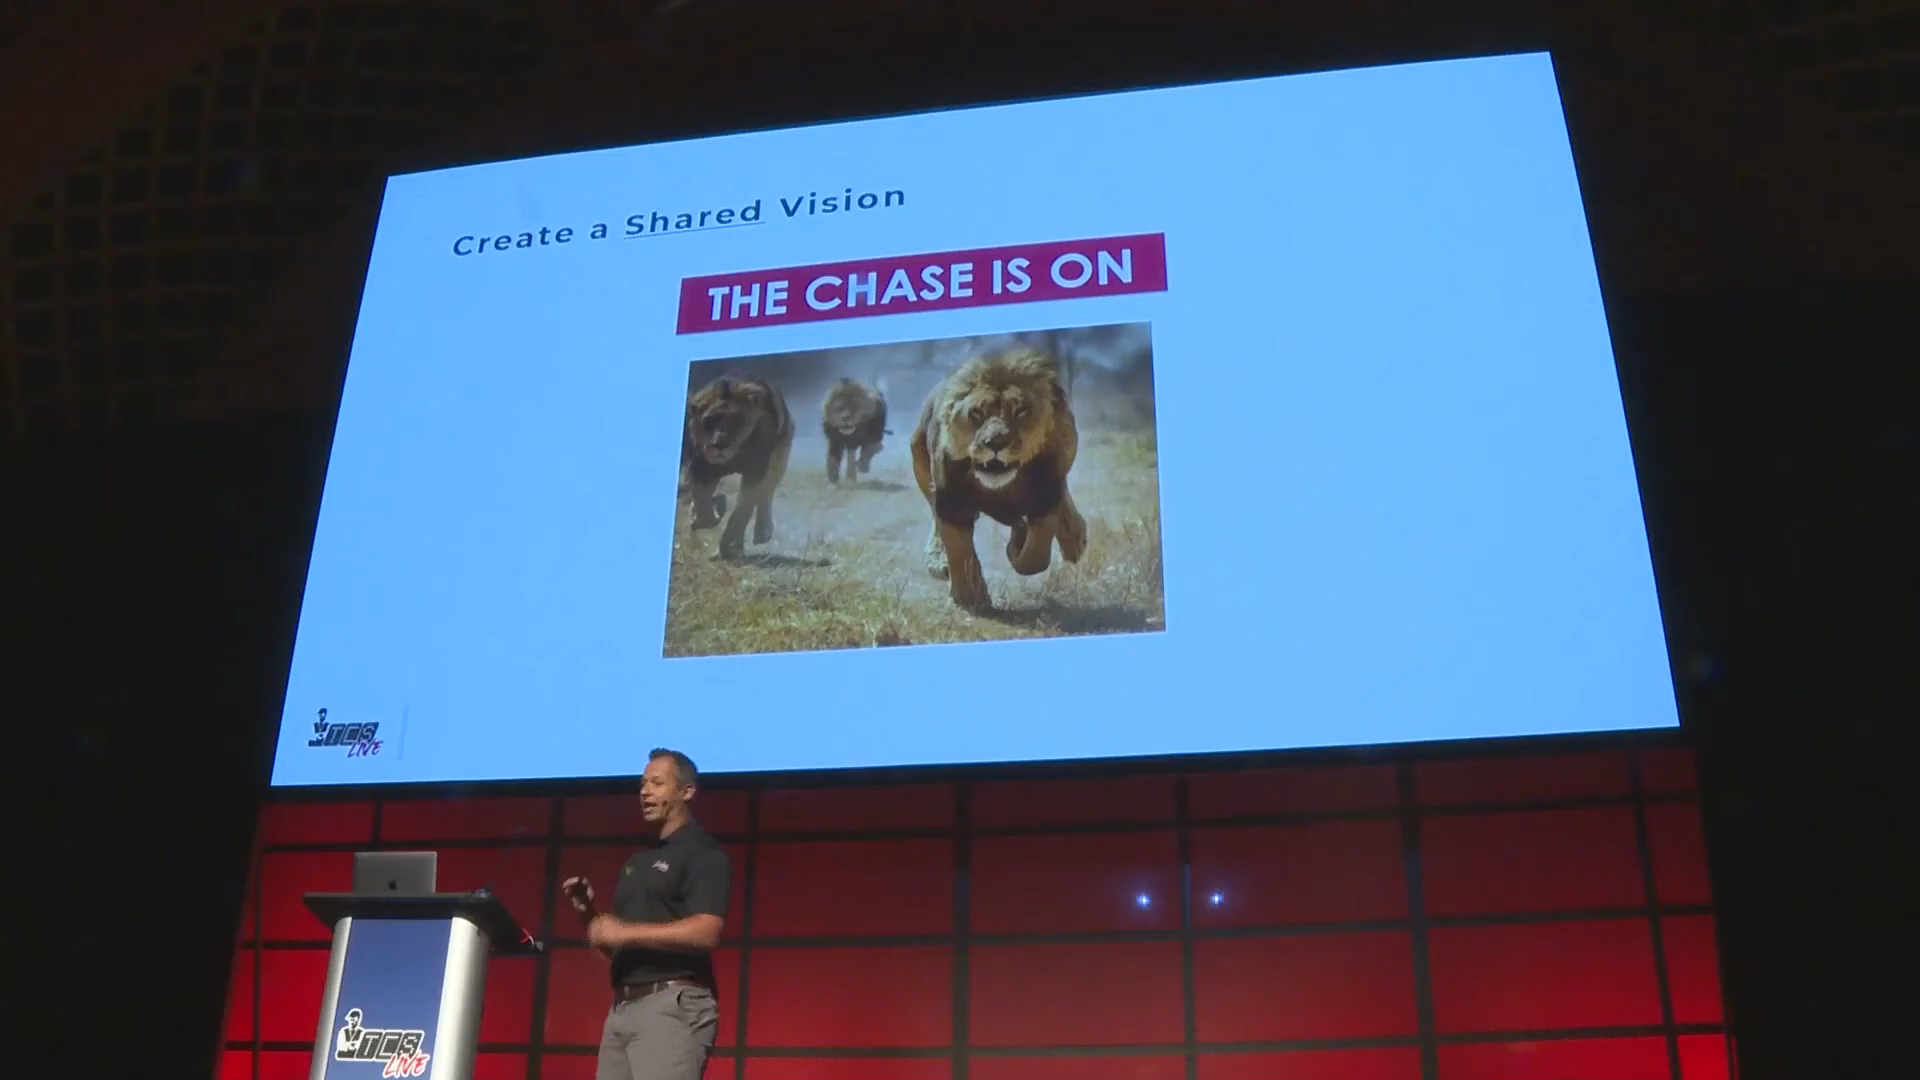 Create a Shared Vision
THE CHASE IS ON
TCS
LIVE
TCS
LIVE